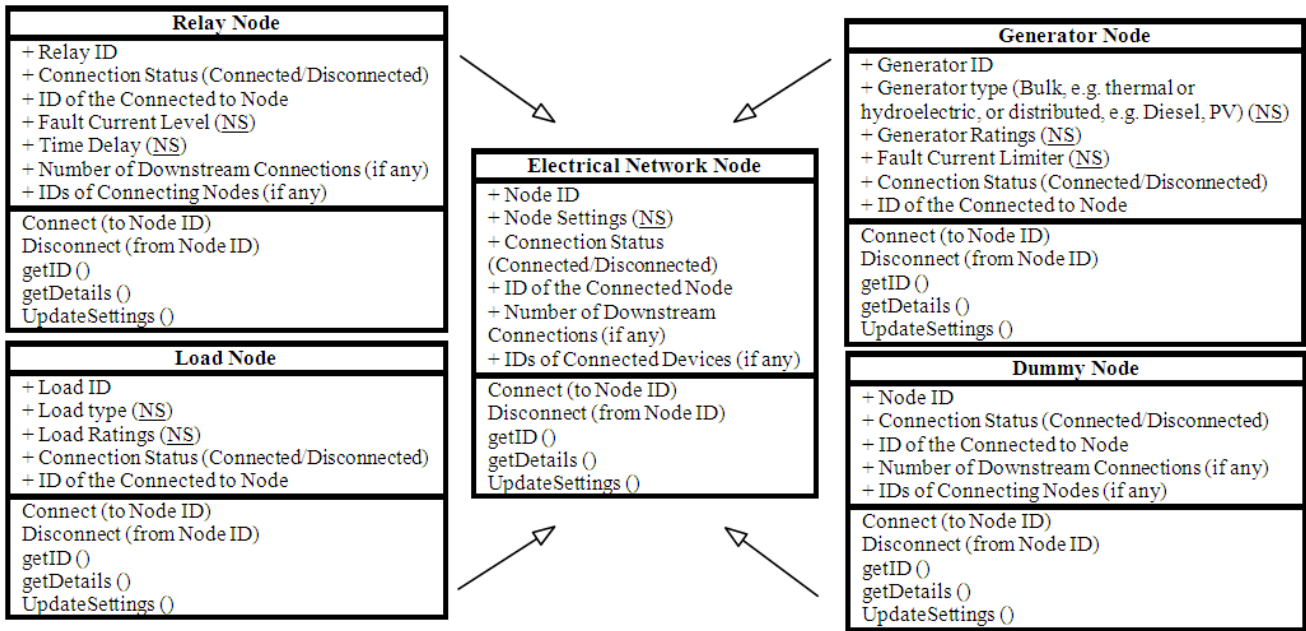 Relay Node
+ Relay ID
+ Connection Status (Connected/Disconnected)
+ ID of the Connected to Node
+ Fault Current Level (NS)
+ Time Delay (NS)
+ Number of Downstream Connections (if any)
+ IDs of Connecting Nodes (if any)
Connect (to Node ID)
Disconnect (from Node ID)
getID ()
getDetails ()
UpdateSettings ()
Load Node
+ Load ID
+ Load type (NS)
+ Load Ratings (NS)
+ Connection Status (Connected/Disconnected)
+ ID of the Connected to Node
Connect (to Node ID)
Disconnect (from Node ID)
getID ()
getDetails ()
UpdateSettings ()
Electrical Network Node
+ Node ID
+ Node Settings (NS)
+ Connection Status
(Connected/Disconnected)
+ ID of the Connected Node
+ Number of Downstream
Connections (if any)
+ IDs of Connected Devices (if any)
Connect (to Node ID)
Disconnect (from Node ID)
getID ()
getDetails ()
UpdateSettings ()
Generator Node
+ Generator ID
+ Generator type (Bulk, e.g. thermal or
hydroelectric, or distributed, e.g. Diesel, PV) (NS)
+ Generator Ratings (NS)
+ Fault Current Limiter (NS)
+ Connection Status (Connected/Disconnected)
+ ID of the Connected to Node
Connect (to Node ID)
Disconnect (from Node ID)
getID ()
getDetails ()
UpdateSettings ()
Dummy Node
+ Node ID
+ Connection Status (Connected/Disconnected)
+ ID of the Connected to Node
+ Number of Downstream Connections (if any)
+ IDs of Connecting Nodes (if any)
Connect (to Node ID)
Disconnect (from Node ID)
getID ()
getDetails ()
UpdateSettings ()